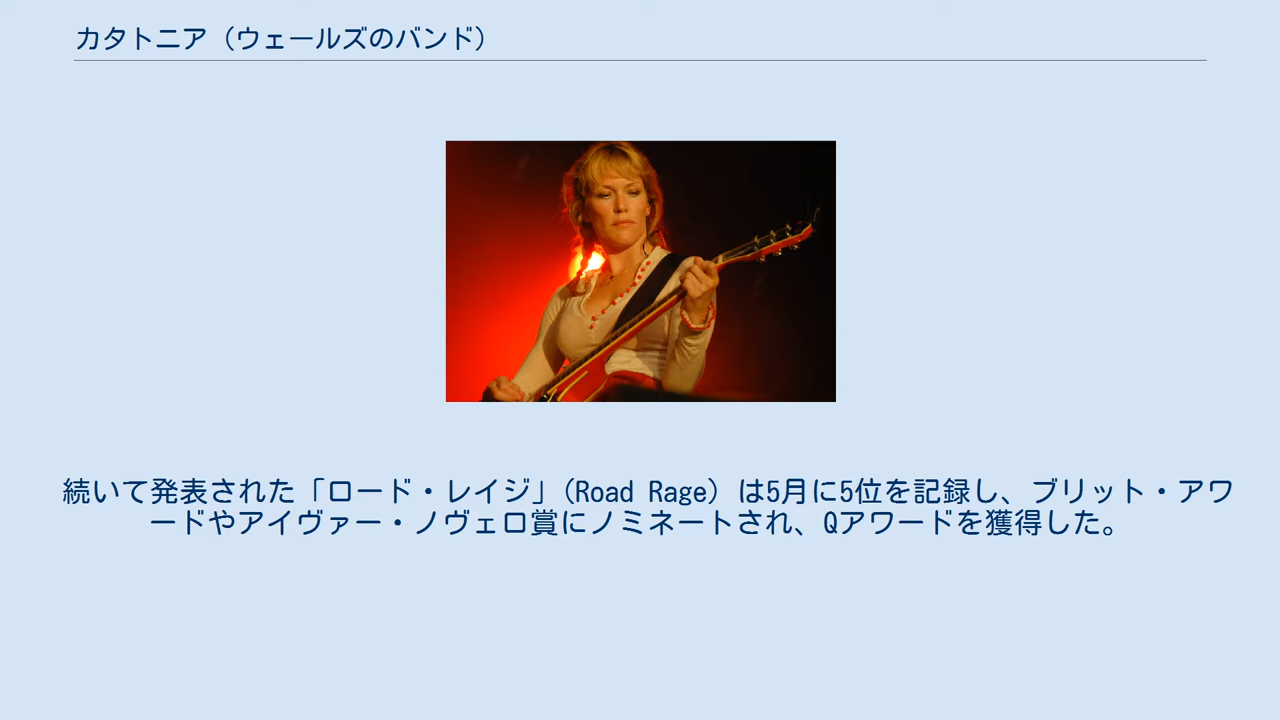 カタトニア（ウェールズのバンド）
続いて発表された「ロード・レイジ」（Road Rage）は5月に5位を記録し、ブリット・アワ
ードやアイヴァー・ノヴェロ賞にノミネートされ、Qアワードを獲得した。